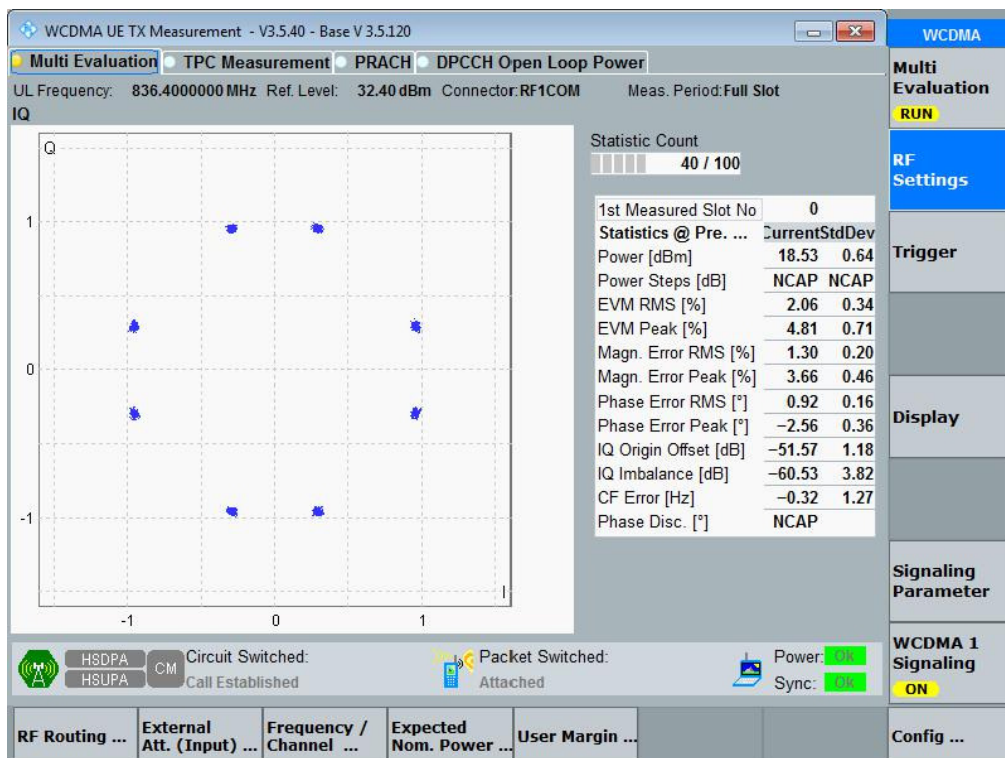 WCDMA UE TX Measurement - V3.5.40 - Base V 3.5.120
WCDMA
Multi Evaluation TPC Measurement PRACH DPCCH Open Loop Power
Multi
Evaluation
RUN
UL Frequency: 836.4000000 MHz Ref. Level: 32.40 dBm Connector: RF1COM Meas. Period: Full Slot
IQ
Q
1
0
-1
I
-1 0 1
Statistic Count
40 / 100
1st Measured Slot No 0
Statistics @ Pre. ... Current StdDev
Power [dBm] 18.53 0.64
Power Steps [dB] NCAP NCAP
EVM RMS [%] 2.06 0.34
EVM Peak [%] 4.81 0.71
Magn. Error RMS [%] 1.30 0.20
Magn. Error Peak [%] 3.66 0.46
Phase Error RMS [°] 0.92 0.16
Phase Error Peak [°] −2.56 0.36
IQ Origin Offset [dB] −51.57 1.18
IQ Imbalance [dB] −60.53 3.82
CF Error [Hz] −0.32 1.27
Phase Disc. [°] NCAP
RF
Settings
Trigger
Display
Signaling
Parameter
WCDMA 1
Signaling
ON
HSDPA
HSUPA
CM
Circuit Switched:
Call Established
Packet Switched:
Attached
Power: Ok
Sync: Ok
RF Routing ...
External
Att. (Input) ...
Frequency /
Channel ...
Expected
Nom. Power ...
User Margin ...
Config ...